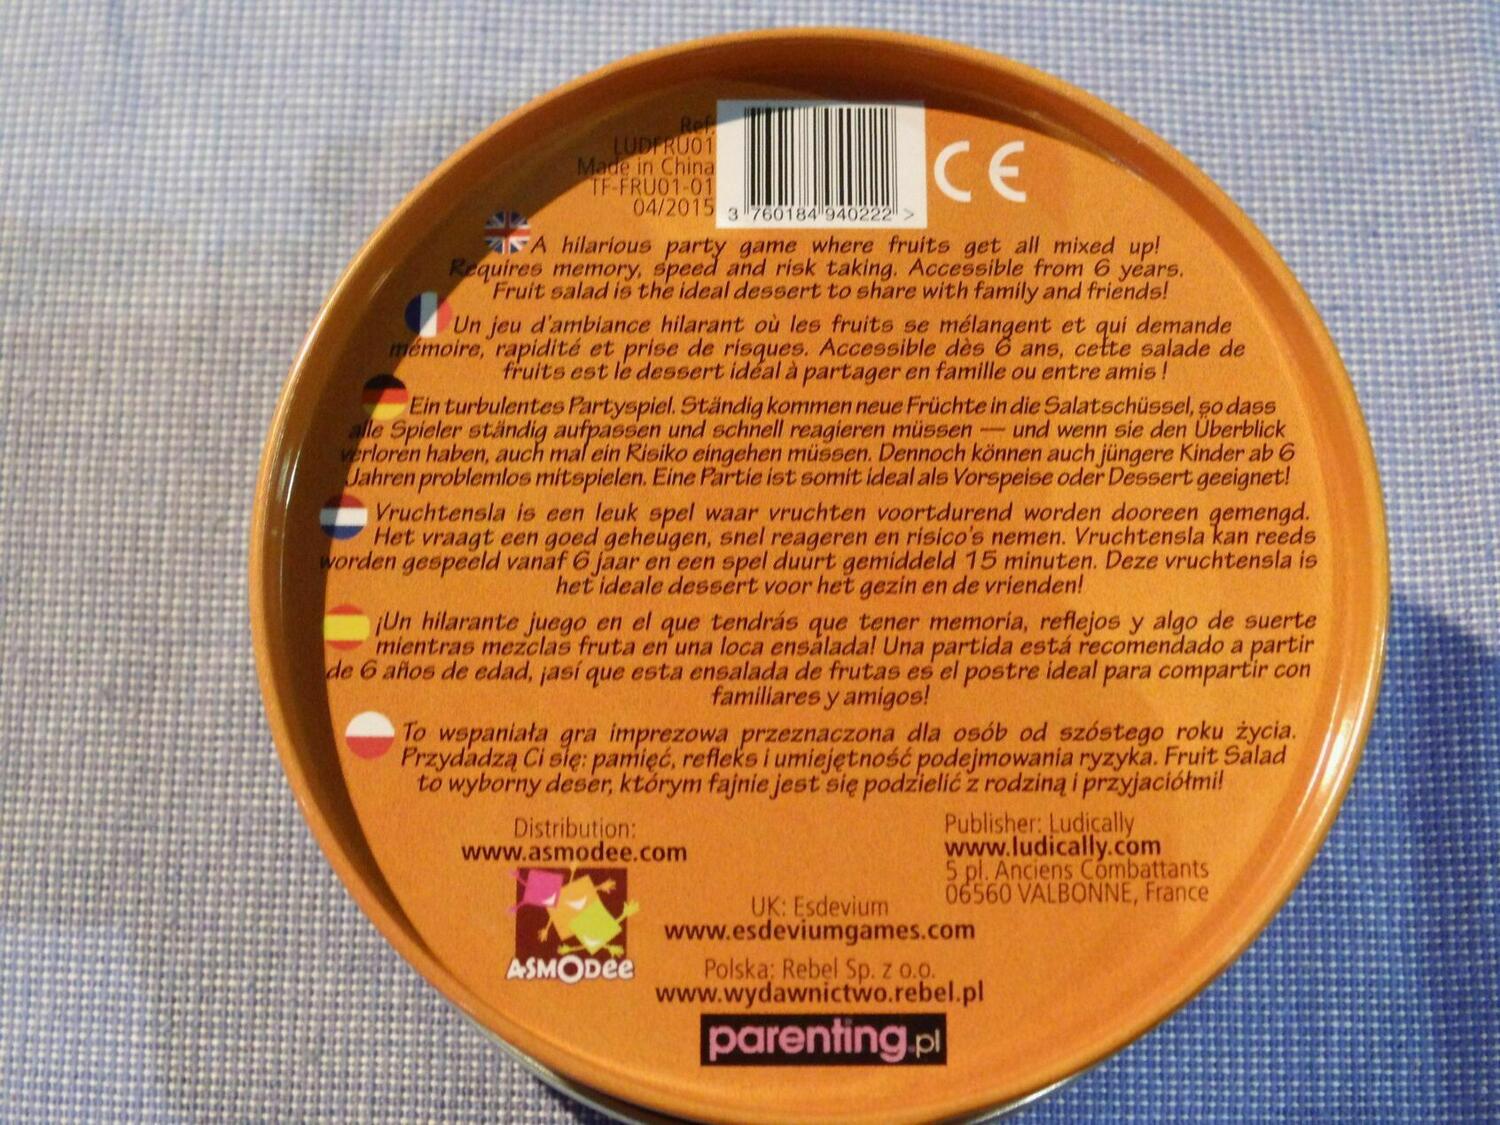 Ref:
LUDFRU01
Made in China
TF-FRU01-01
04/2015
3 760184 940222 >
CE
A hilarious party game where fruits get all mixed up!
Requires memory, speed and risk taking. Accessible from 6 years.
Fruit salad is the ideal dessert to share with family and friends!
Un jeu d'ambiance hilarant où les fruits se mélangent et qui demande
mémoire, rapidité et prise de risques. Accessible dès 6 ans, cette salade de
fruits est le dessert idéal à partager en famille ou entre amis !
Ein turbulentes Partyspiel. Ständig kommen neue Früchte in die Salatschüssel, so dass
alle Spieler ständig aufpassen und schnell reagieren müssen — und wenn sie den Überblick
verloren haben, auch mal ein Risiko eingehen müssen. Dennoch können auch jüngere Kinder ab 6
Jahren problemlos mitspielen. Eine Partie ist somit ideal als Vorspeise oder Dessert geeignet!
Vruchtensla is een leuk spel waar vruchten voortdurend worden dooreen gemengd.
Het vraagt een goed geheugen, snel reageren en risico's nemen. Vruchtensla kan reeds
worden gespeeld vanaf 6 jaar en een spel duurt gemiddeld 15 minuten. Deze vruchtensla is
het ideale dessert voor het gezin en de vrienden!
¡Un hilarante juego en el que tendrás que tener memoria, reflejos y algo de suerte
mientras mezclas fruta en una loca ensalada! Una partida está recomendado a partir
de 6 años de edad, ¡así que esta ensalada de frutas es el postre ideal para compartir con
familiares y amigos!
To wspaniała gra imprezowa przeznaczona dla osób od szóstego roku życia.
Przydadzą Ci się: pamięć, refleks i umiejętność podejmowania ryzyka. Fruit Salad
to wyborny deser, którym fajnie jest się podzielić z rodziną i przyjaciółmi!
Distribution:
www.asmodee.com
ASMODee
Publisher: Ludically
www.ludically.com
5 pl. Anciens Combattants
06560 VALBONNE, France
UK: Esdevium
www.esdeviumgames.com
Polska: Rebel Sp. z o.o.
www.wydawnictwo.rebel.pl
parenting.pl